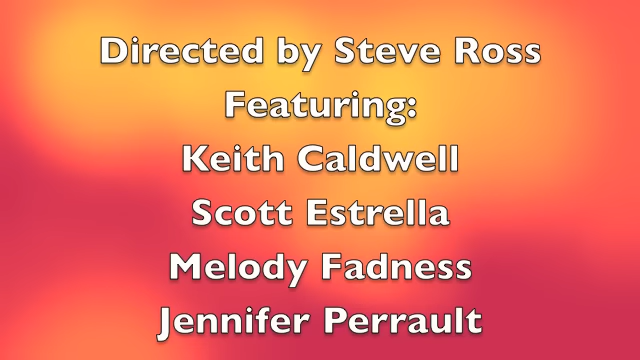 Directed by Steve Ross
Featuring:
Keith Caldwell
Scott Estrella
Melody Fadness
Jennifer Perrault